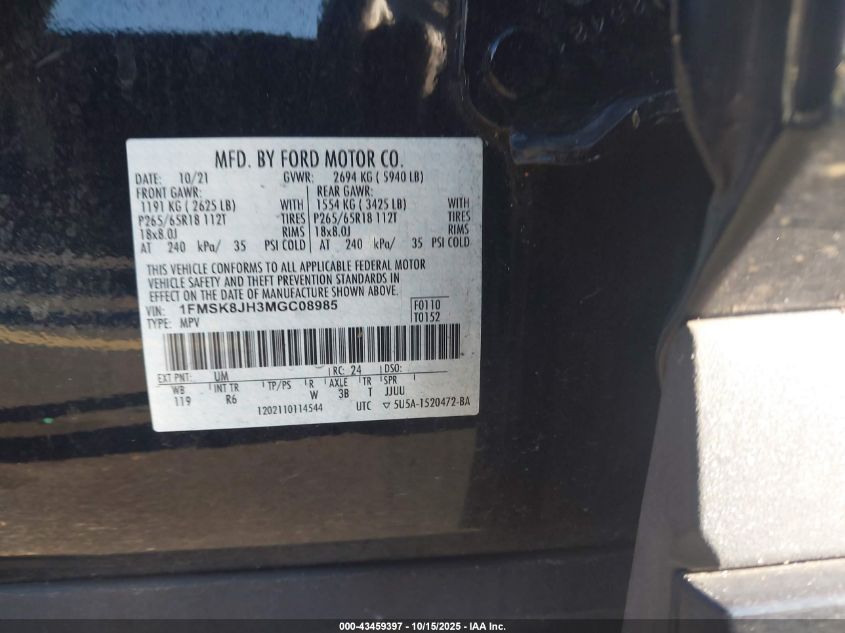 MFD. BY FORD MOTOR CO.
DATE: 10/21 GVWR: 2694 KG ( 5940 LB)
FRONT GAWR: REAR GAWR:
1191 KG ( 2625 LB) WITH 1554 KG ( 3425 LB) WITH
P265/65R18 112T TIRES P265/65R18 112T TIRES
18x8.0J RIMS 18x8.0J RIMS
AT 240 kPa/ 35 PSI COLD AT 240 kPa/ 35 PSI COLD
THIS VEHICLE CONFORMS TO ALL APPLICABLE FEDERAL MOTOR
VEHICLE SAFETY AND THEFT PREVENTION STANDARDS IN
EFFECT ON THE DATE OF MANUFACTURE SHOWN ABOVE.
VIN: 1FMSK8JH3MGC08985 F0110
TYPE: MPV T0152
EXT PNT: UM RC: 24 DSO:
WB INT TR TP/PS R AXLE TR SPR
119 R6 W 3B T JJUU
1202110114544 UTC ▽ 5U5A-1520472-BA
000-43459397 - 10/15/2025 - IAA Inc.